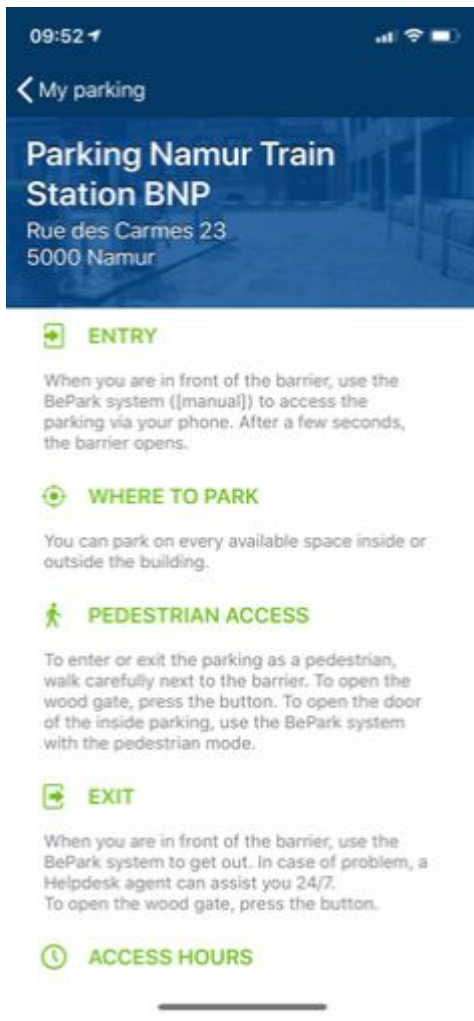 09:52
My parking
Parking Namur Train
Station BNP
Rue des Carmes 23
5000 Namur
ENTRY
When you are in front of the barrier, use the
BePark system ([manual]) to access the
parking via your phone. After a few seconds,
the barrier opens.
WHERE TO PARK
You can park on every available space inside or
outside the building.
PEDESTRIAN ACCESS
To enter or exit the parking as a pedestrian,
walk carefully next to the barrier. To open the
wood gate, press the button. To open the door
of the inside parking, use the BePark system
with the pedestrian mode.
EXIT
When you are in front of the barrier, use the
BePark system to get out. In case of problem, a
Helpdesk agent can assist you 24/7.
To open the wood gate, press the button.
ACCESS HOURS